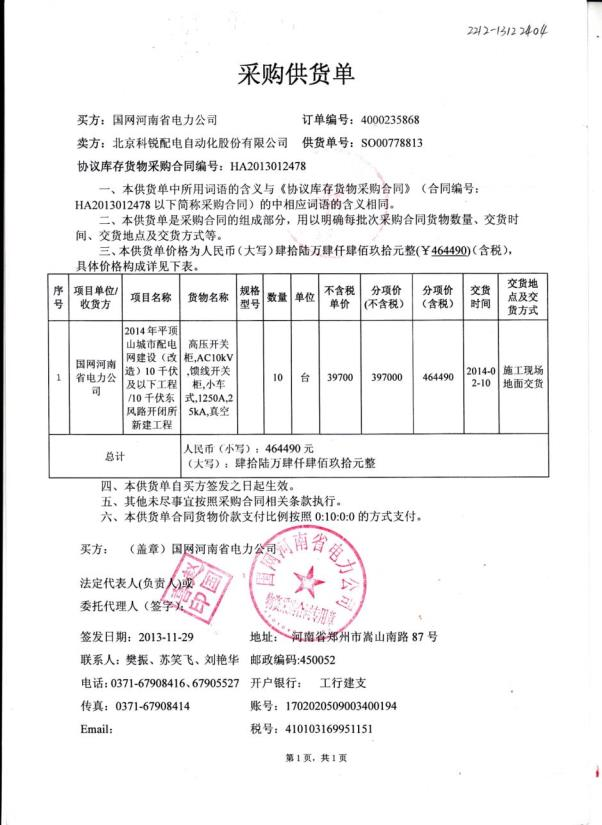 2212-1312 2404
采购供货单
买方：国网河南省电力公司 订单编号：4000235868
卖方：北京科锐配电自动化股份有限公司 供货单号：SO00778813
协议库存货物采购合同编号：HA2013012478
一、本供货单中所用词语的含义与《协议库存货物采购合同》（合同编号：
HA2013012478 以下简称采购合同）的中相应词语的含义相同。
二、本供货单是采购合同的组成部分，用以明确每批次采购合同货物数量、交货时
间、交货地点及交货方式等。
三、本供货单价格为人民币（大写）肆拾陆万肆仟肆佰玖拾元整(￥464490)（含税），
具体价格构成详见下表。
序号 项目单位/收货方 项目名称 货物名称 规格型号 数量 单位 不含税单价 分项价(不含税） 分项价（含税） 交货时间 交货地点及交货方式
1 国网河南省电力公司 2014年平顶山城市配电网建设（改造）10千伏及以下工程/10千伏东风路开闭所新建工程 高压开关柜,AC10kV,馈线开关柜,小车式,1250A,25kA,真空 10 台 39700 397000 464490 2014-02-10 施工现场地面交货
总计 人民币（小写）：464490 元
（大写）：肆拾陆万肆仟肆佰玖拾元整
四、本供货单自买方签发之日起生效。
五、其他未尽事宜按照采购合同相关条款执行。
六、本供货单合同货物价款支付比例按照 0:10:0:0 的方式支付。
买方： （盖章）国网河南省电力公司
国网河南省电力公司
物资采购合同专用章
法定代表人(负责人)或
委托代理人（签字）：
签发日期：2013-11-29 地址： 河南省郑州市嵩山南路 87 号
联系人：樊振、苏笑飞、刘艳华 邮政编码:450052
电话：0371-67908416、67905527 开户银行： 工行建支
传真：0371-67908414 账号：1702020509003400194
Email: 税号：410103169951151
第 1 页，共 1 页